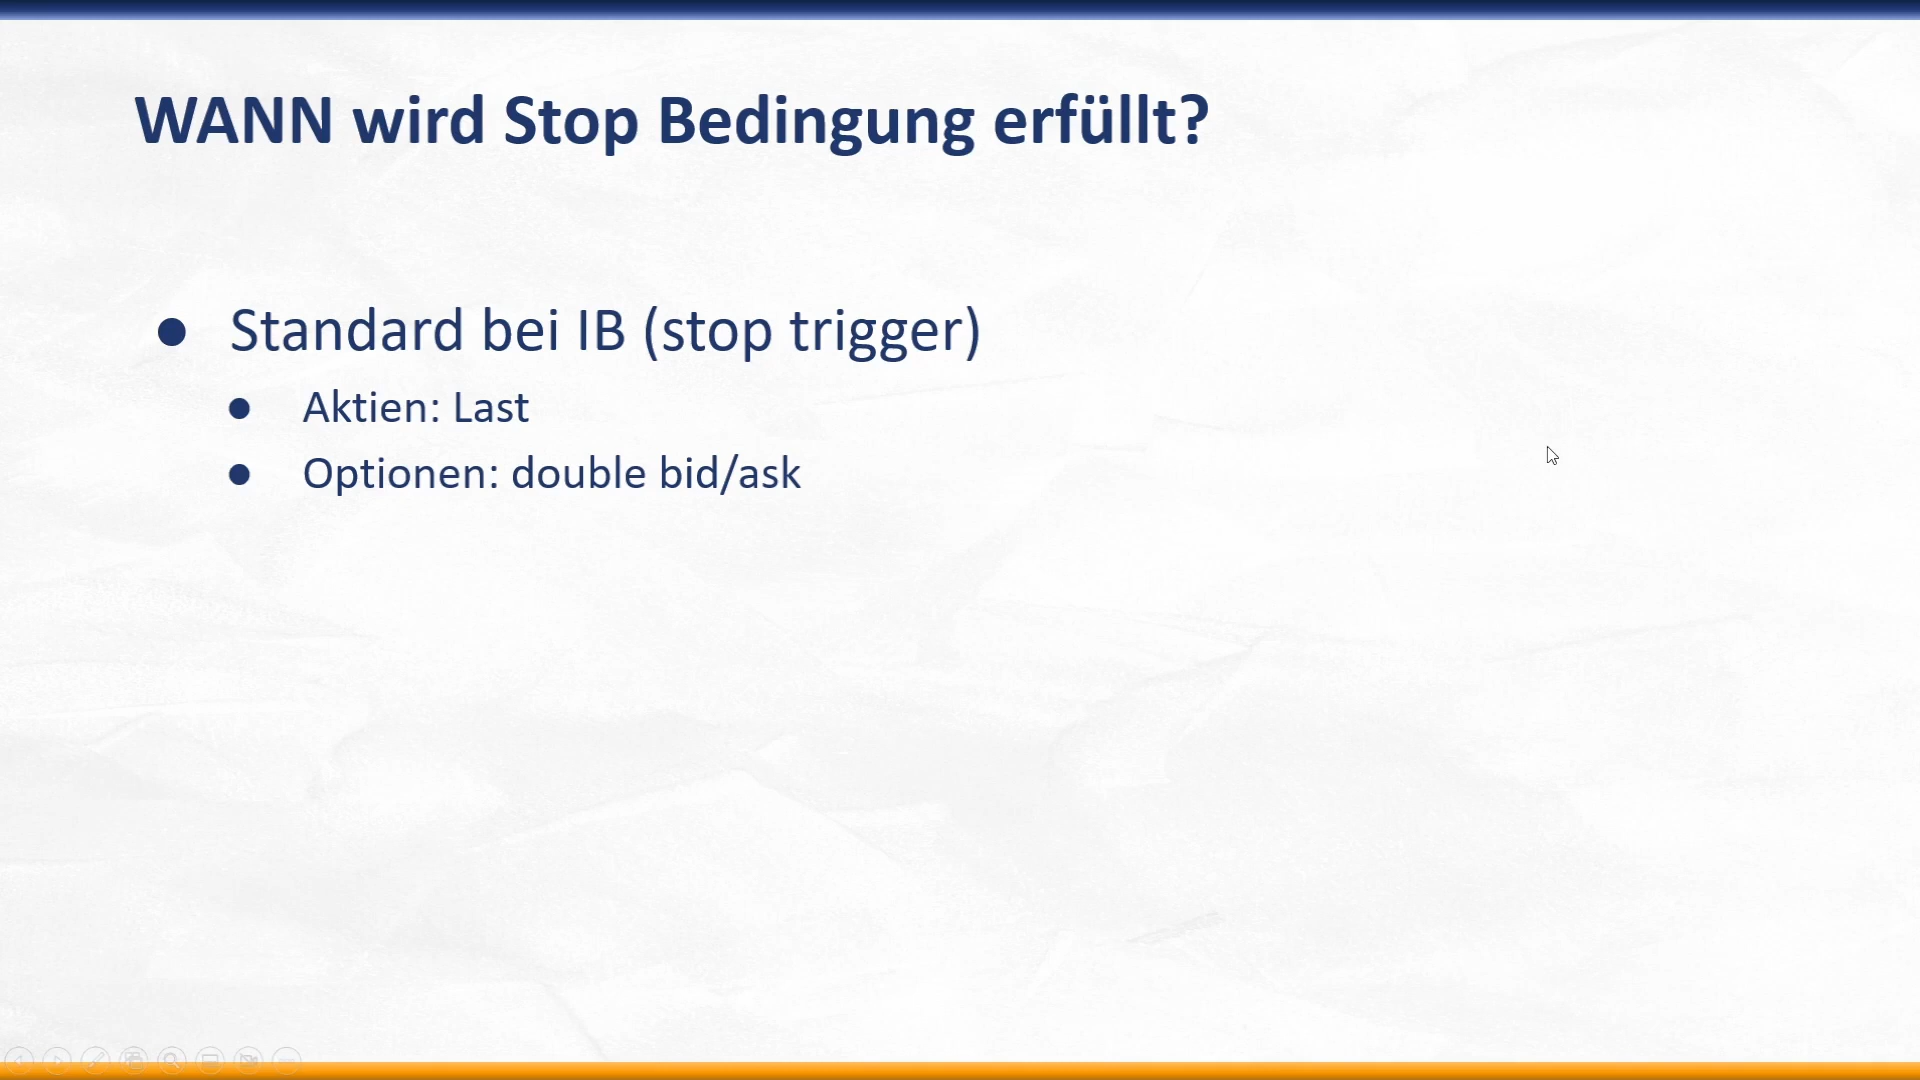 WANN wird Stop Bedingung erfüllt?
Standard bei IB (stop trigger)
Aktien: Last
Optionen: double bid/ask